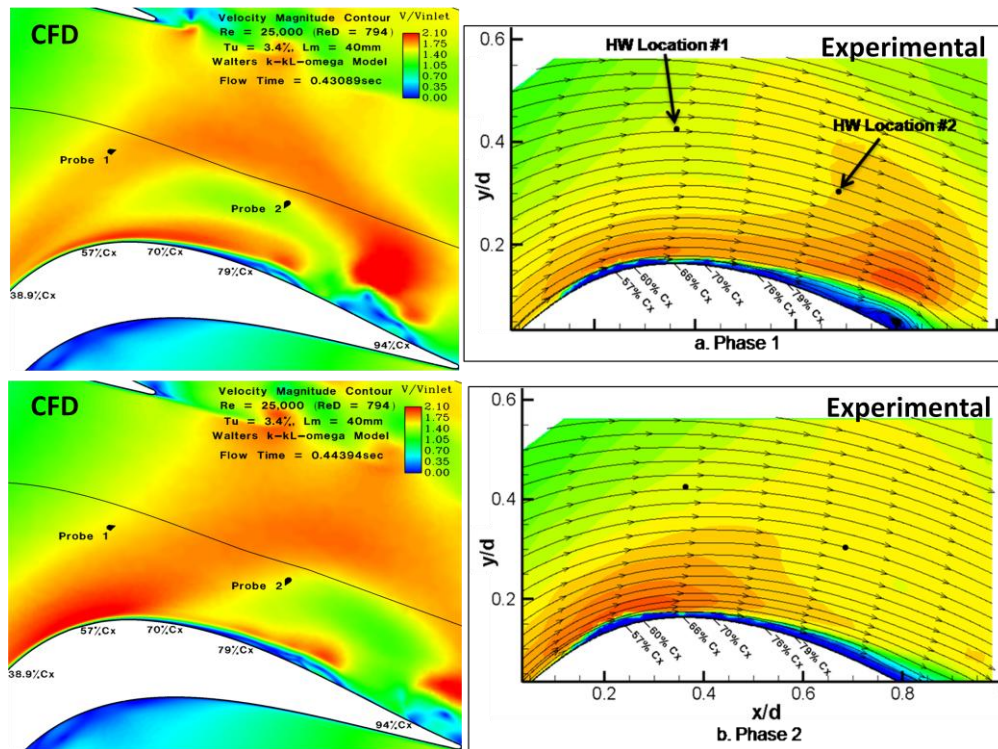 CFD
Velocity Magnitude Contour
Re = 25,000 (ReD = 794)
Tu = 3.4%, Lm = 40mm
Walters k-kL-omega Model
Flow Time = 0.43089sec
V/Vinlet
2.10
1.75
1.40
1.05
0.70
0.35
0.00
Probe 1
Probe 2
38.9%Cx
57%Cx
70%Cx
79%Cx
94%Cx
Experimental
HW Location #1
HW Location #2
y/d
0.6
0.4
0.2
57% Cx
60% Cx
66% Cx
70% Cx
76% Cx
79% Cx
a. Phase 1
CFD
Velocity Magnitude Contour
Re = 25,000 (ReD = 794)
Tu = 3.4%, Lm = 40mm
Walters k-kL-omega Model
Flow Time = 0.44394sec
V/Vinlet
2.10
1.75
1.40
1.05
0.70
0.35
0.00
Probe 1
Probe 2
38.9%Cx
57%Cx
70%Cx
79%Cx
94%Cx
Experimental
y/d
0.6
0.4
0.2
57% Cx
60% Cx
66% Cx
70% Cx
76% Cx
79% Cx
0.2
0.4
0.6
0.8
x/d
b. Phase 2